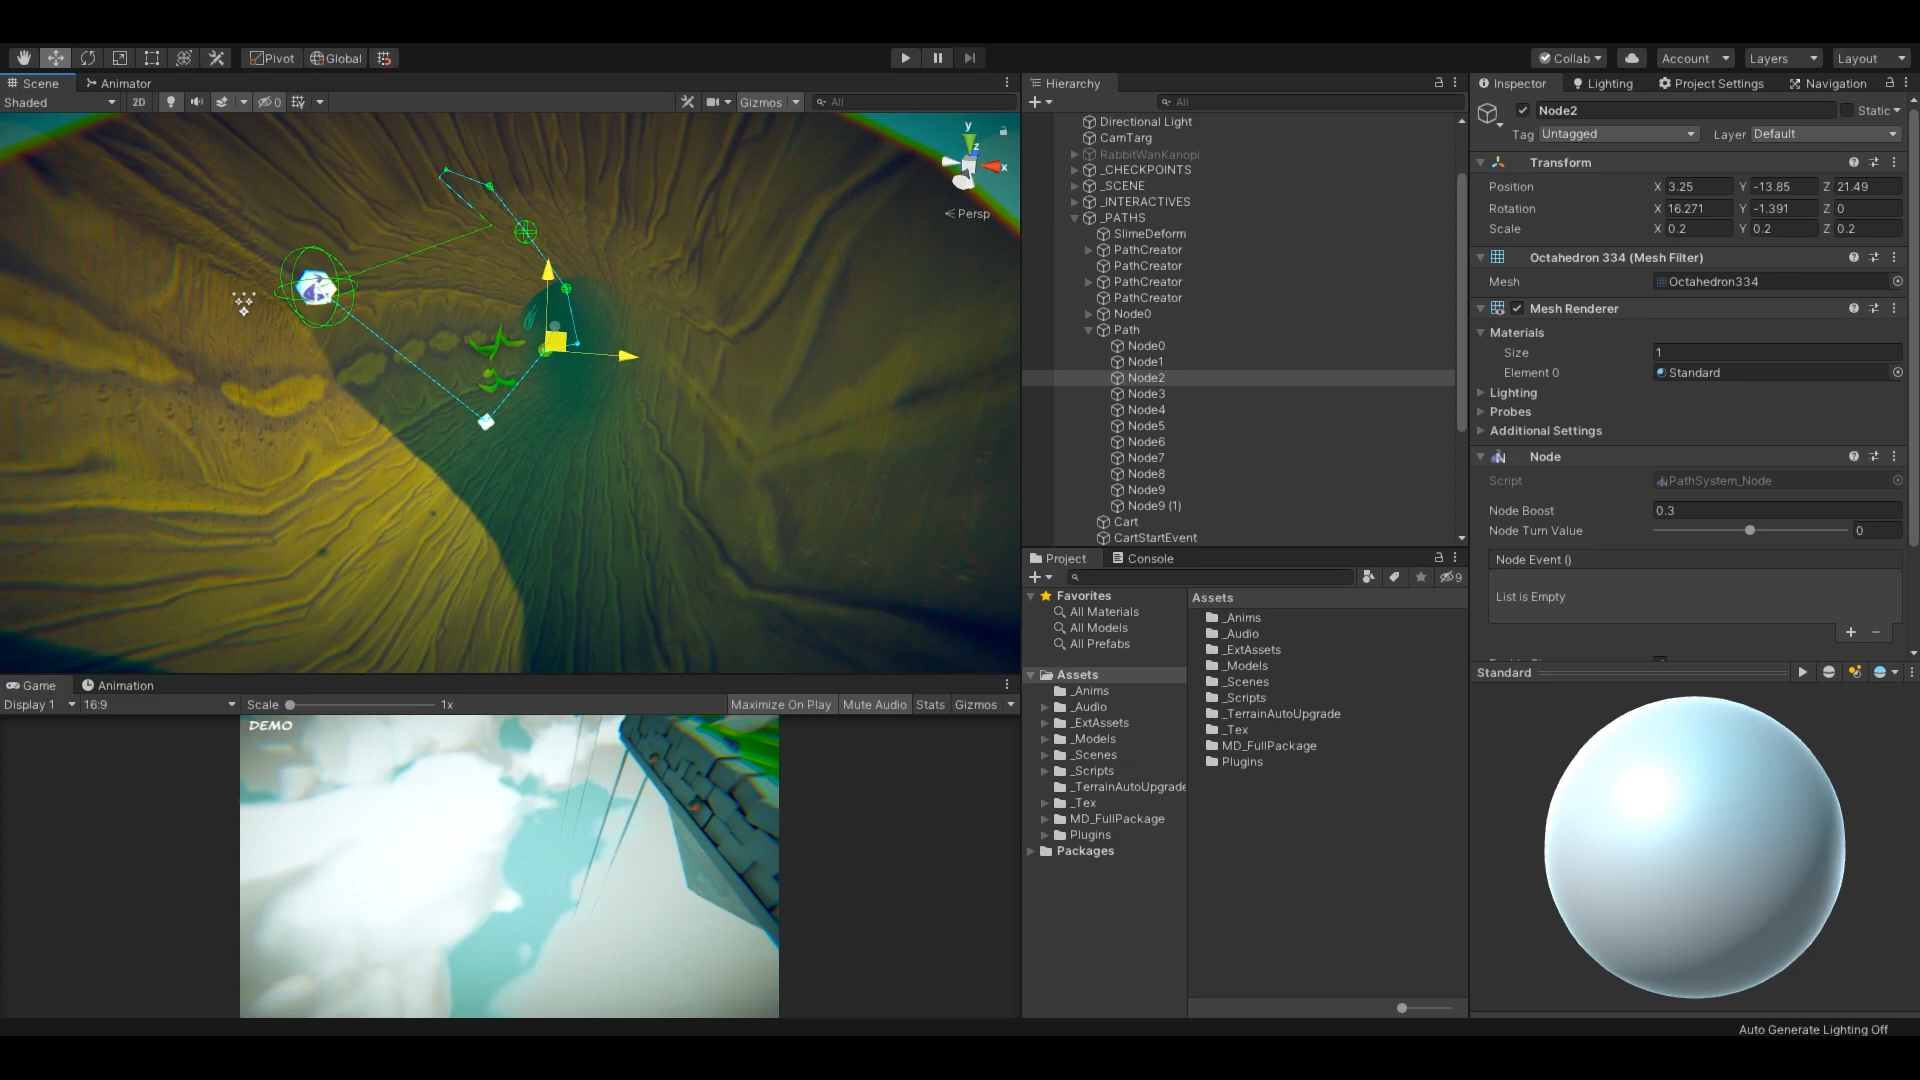 Pivot Global Collab Account Layers Layout
Scene Animator
Shaded 2D 0 Gizmos All
y
z
x
Persp
Game Animation
Display 1 16:9 Scale 1x Maximize On Play Mute Audio Stats Gizmos
DEMO
Hierarchy
All
Directional Light
CamTarg
RabbitWanKanopi
_CHECKPOINTS
_SCENE
_INTERACTIVES
_PATHS
SlimeDeform
PathCreator
PathCreator
PathCreator
PathCreator
Node0
Path
Node0
Node1
Node2
Node3
Node4
Node5
Node6
Node7
Node8
Node9
Node9 (1)
Cart
CartStartEvent
Project Console
9
Favorites
All Materials
All Models
All Prefabs
Assets
_Anims
_Audio
_ExtAssets
_Models
_Scenes
_Scripts
_TerrainAutoUpgrade
_Tex
MD_FullPackage
Plugins
Packages
Assets
_Anims
_Audio
_ExtAssets
_Models
_Scenes
_Scripts
_TerrainAutoUpgrade
_Tex
MD_FullPackage
Plugins
Inspector Lighting Project Settings Navigation
Node2 Static
Tag Untagged Layer Default
Transform
Position X 3.25 Y -13.85 Z 21.49
Rotation X 16.271 Y -1.391 Z 0
Scale X 0.2 Y 0.2 Z 0.2
Octahedron 334 (Mesh Filter)
Mesh Octahedron334
Mesh Renderer
Materials
Size 1
Element 0 Standard
Lighting
Probes
Additional Settings
Node
Script PathSystem_Node
Node Boost 0.3
Node Turn Value 0
Node Event ()
List is Empty
Standard
Auto Generate Lighting Off